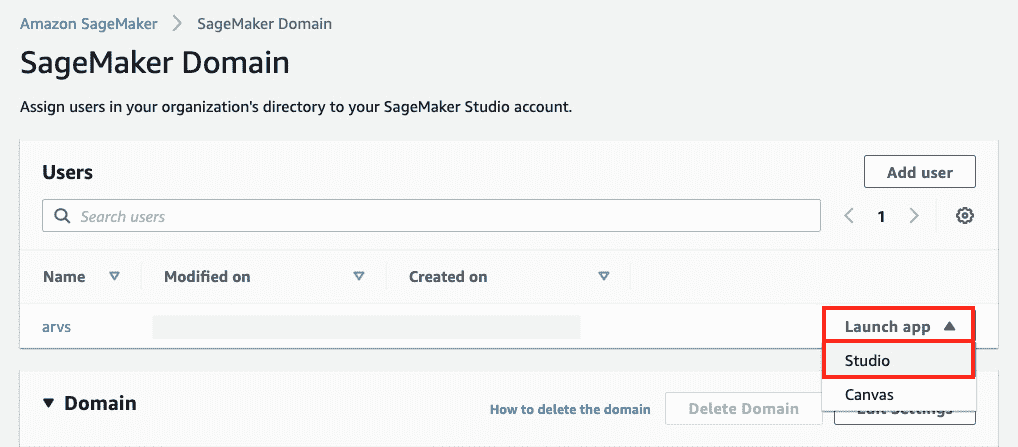 Amazon SageMaker > SageMaker Domain
SageMaker Domain
Assign users in your organization's directory to your SageMaker Studio account.
Users
Add user
Search users
1
Name Modified on Created on
arvs
Launch app
Studio
Canvas
Domain
How to delete the domain
Delete Domain
Edit Settings